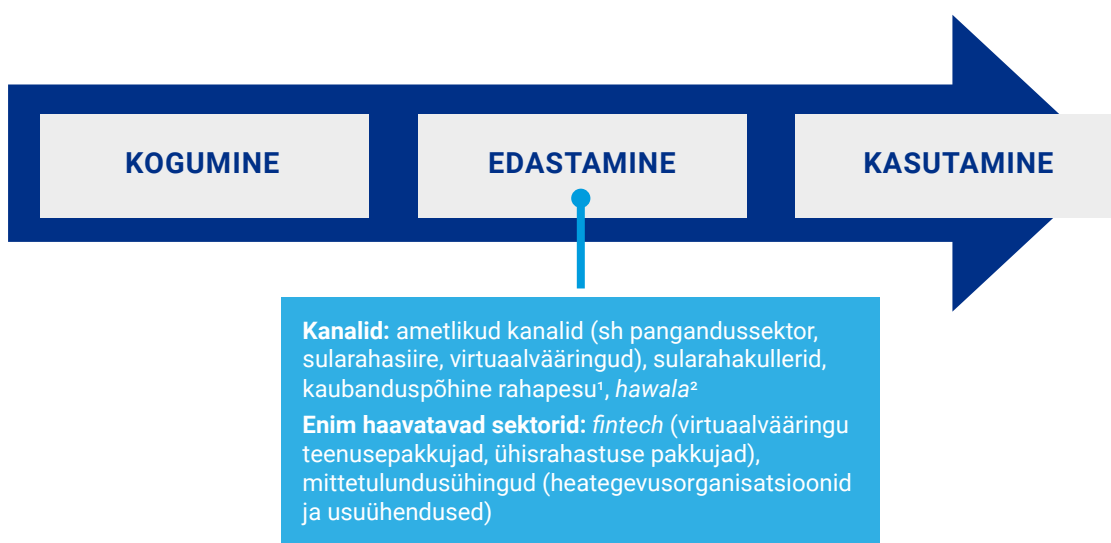 KOGUMINE
EDASTAMINE
KASUTAMINE
Kanalid: ametlikud kanalid (sh pangandussektor,
sularahasiire, virtuaalvääringud), sularahakullerid,
kaubanduspõhine rahapesu¹, hawala²
Enim haavatavad sektorid: fintech (virtuaalvääringu
teenusepakkujad, ühisrahastuse pakkujad),
mittetulundusühingud (heategevusorganisatsioonid
ja usuühendused)